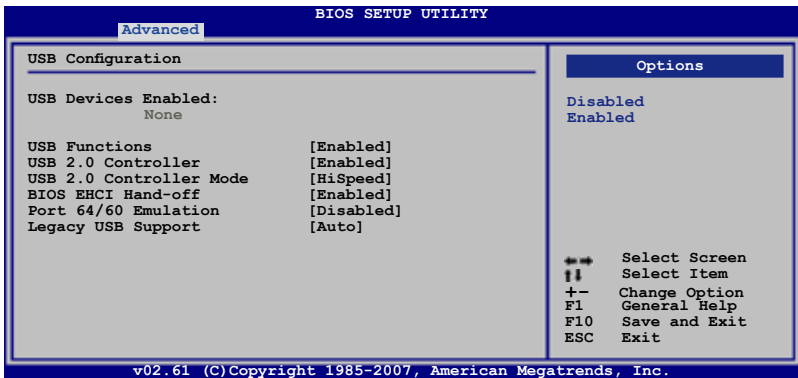 BIOS SETUP UTILITY
Advanced
USB Configuration
USB Devices Enabled:
None
USB Functions [Enabled]
USB 2.0 Controller [Enabled]
USB 2.0 Controller Mode [HiSpeed]
BIOS EHCI Hand-off [Enabled]
Port 64/60 Emulation [Disabled]
Legacy USB Support [Auto]
Options
Disabled
Enabled
←→ Select Screen
↑↓ Select Item
+- Change Option
F1 General Help
F10 Save and Exit
ESC Exit
v02.61 (C)Copyright 1985-2007, American Megatrends, Inc.